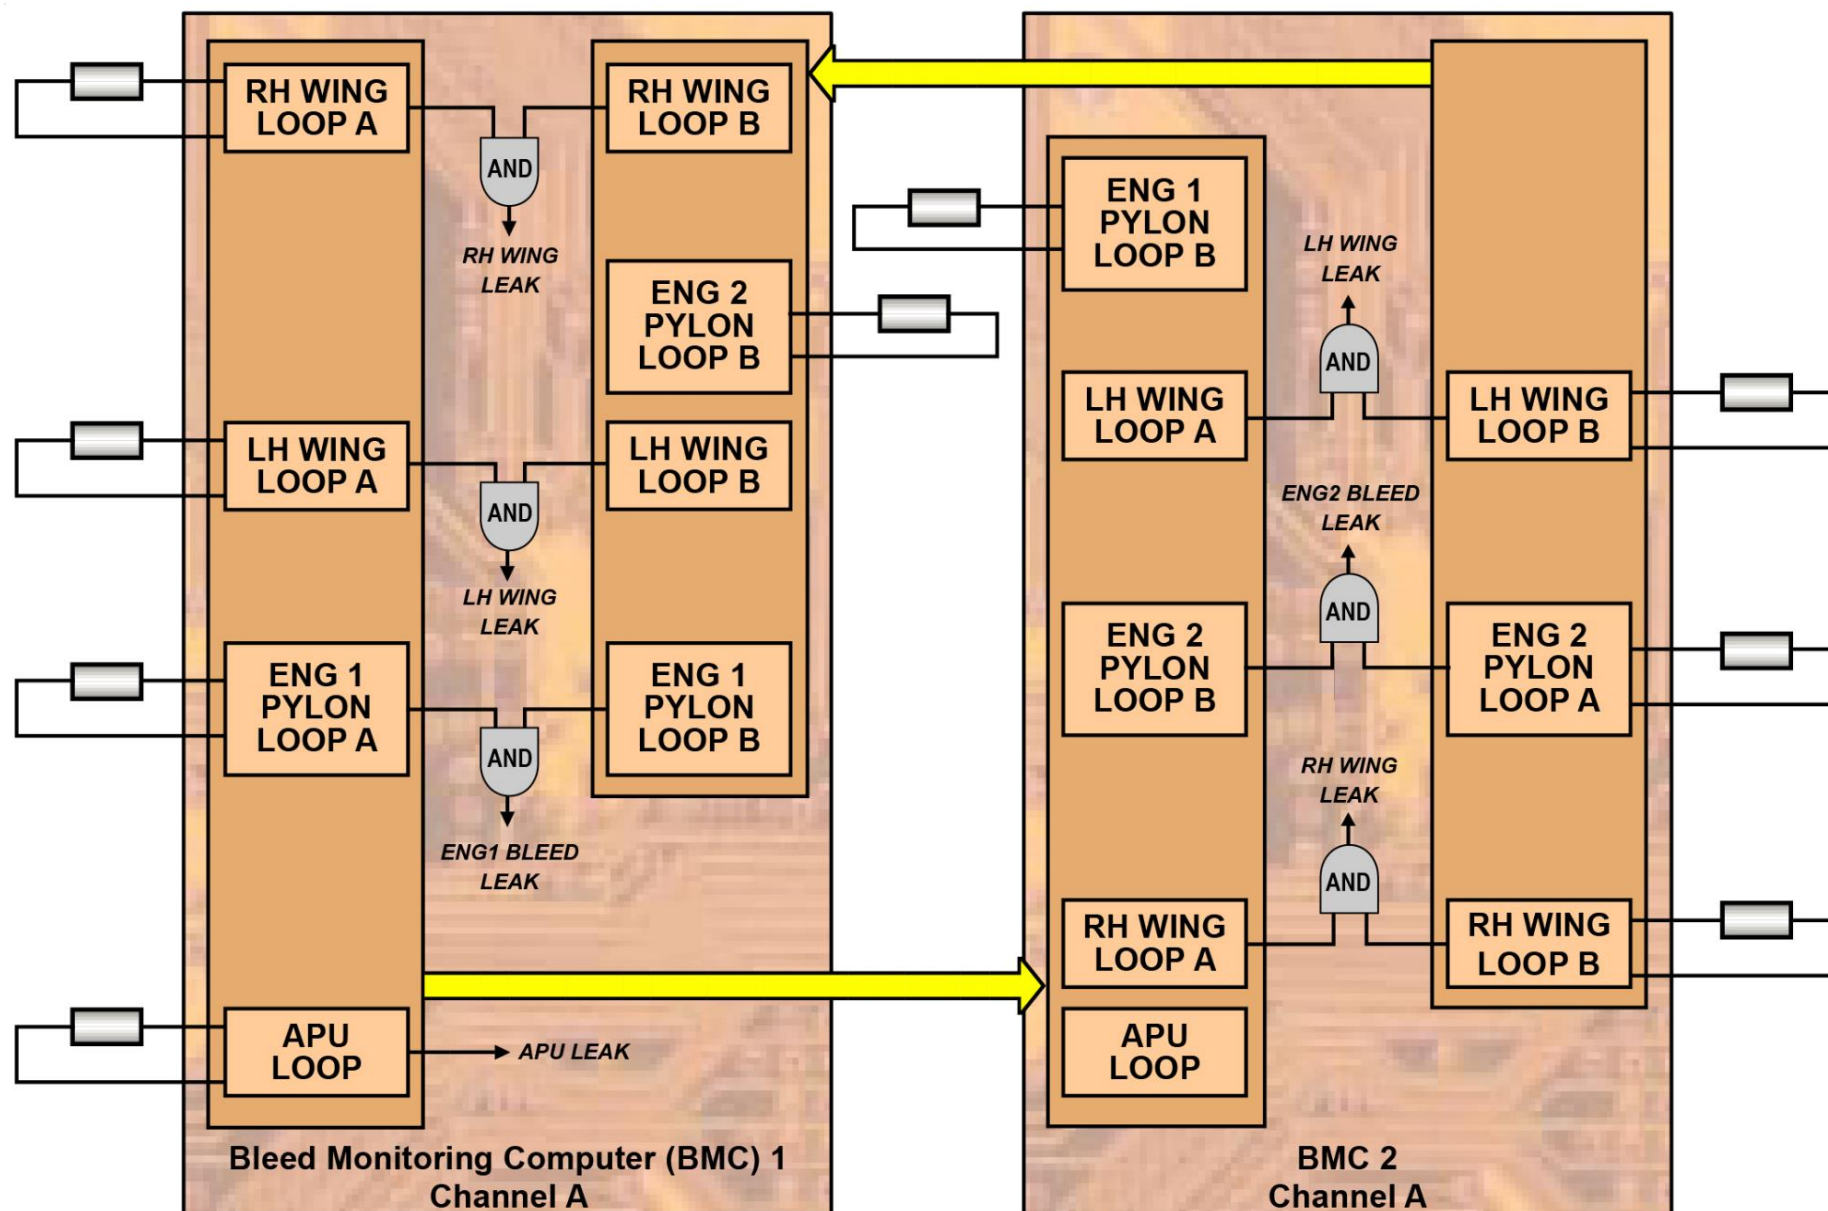 RH WING
LOOP A
AND
RH WING
LEAK
RH WING
LOOP B
ENG 2
PYLON
LOOP B
LH WING
LOOP A
AND
LH WING
LEAK
LH WING
LOOP B
ENG 1
PYLON
LOOP A
AND
ENG1 BLEED
LEAK
ENG 1
PYLON
LOOP B
APU
LOOP
APU LEAK
Bleed Monitoring Computer (BMC) 1
Channel A
ENG 1
PYLON
LOOP B
LH WING
LEAK
AND
LH WING
LOOP A
LH WING
LOOP B
ENG2 BLEED
LEAK
AND
ENG 2
PYLON
LOOP B
ENG 2
PYLON
LOOP A
RH WING
LEAK
AND
RH WING
LOOP A
RH WING
LOOP B
APU
LOOP
BMC 2
Channel A